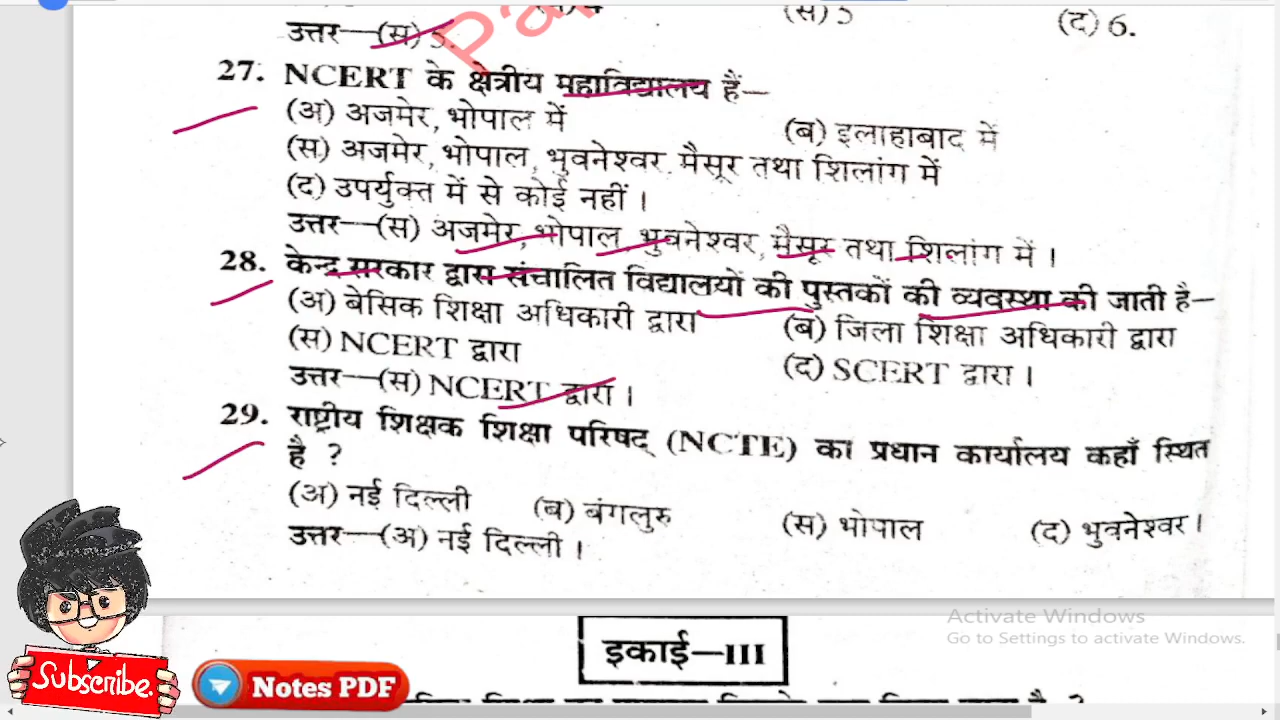 (स) 5
(द) 6.
उत्तर—(स) 5.
27. NCERT के क्षेत्रीय महाविद्यालय हैं—
(अ) अजमेर, भोपाल में (ब) इलाहाबाद में
(स) अजमेर, भोपाल, भुवनेश्वर, मैसूर तथा शिलांग में
(द) उपर्युक्त में से कोई नहीं ।
उत्तर—(स) अजमेर, भोपाल, भुवनेश्वर, मैसूर तथा शिलांग में ।
28. केन्द्र सरकार द्वारा संचालित विद्यालयों की पुस्तकों की व्यवस्था की जाती है—
(अ) बेसिक शिक्षा अधिकारी द्वारा (ब) जिला शिक्षा अधिकारी द्वारा
(स) NCERT द्वारा (द) SCERT द्वारा ।
उत्तर—(स) NCERT द्वारा ।
29. राष्ट्रीय शिक्षक शिक्षा परिषद् (NCTE) का प्रधान कार्यालय कहाँ स्थित
है ?
(अ) नई दिल्ली (ब) बंगलुरु (स) भोपाल (द) भुवनेश्वर ।
उत्तर—(अ) नई दिल्ली ।
Activate Windows
Go to Settings to activate Windows.
इकाई—III
Subscribe.
Notes PDF